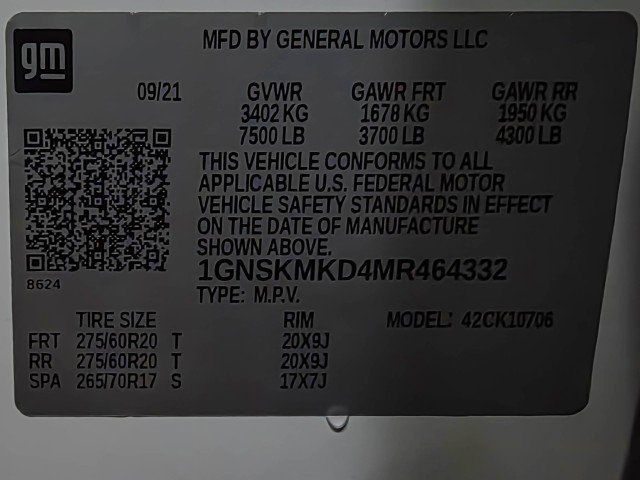 gm
MFD BY GENERAL MOTORS LLC
09/21 GVWR GAWR FRT GAWR RR
3402 KG 1678 KG 1950 KG
7500 LB 3700 LB 4300 LB
THIS VEHICLE CONFORMS TO ALL
APPLICABLE U.S. FEDERAL MOTOR
VEHICLE SAFETY STANDARDS IN EFFECT
ON THE DATE OF MANUFACTURE
SHOWN ABOVE.
1GNSKMKD4MR464332
8624
TYPE: M.P.V.
TIRE SIZE RIM MODEL: 42CK10706
FRT 275/60R20 T 20X9J
RR 275/60R20 T 20X9J
SPA 265/70R17 S 17X7J